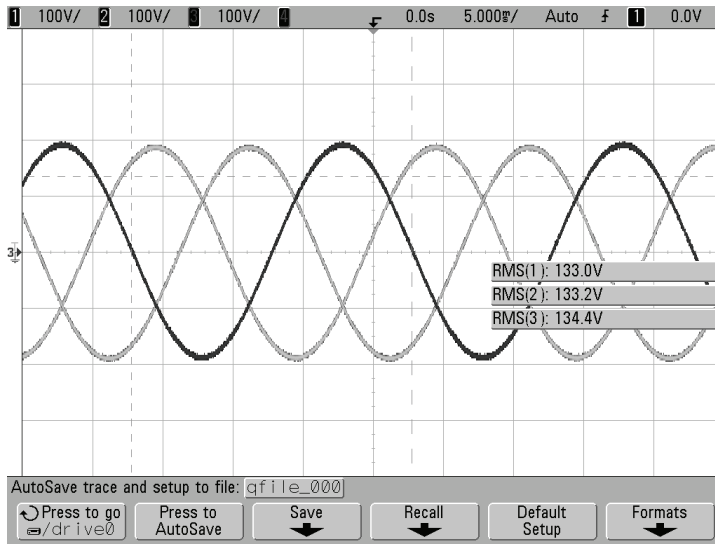 1 100V/ 2 100V/ 3 100V/ 4 0.0s 5.000㎳/ Auto 1 0.0V
3
RMS(1): 133.0V
RMS(2): 133.2V
RMS(3): 134.4V
AutoSave trace and setup to file: qfile_000
Press to go
/drive0
Press to
AutoSave
Save
Recall
Default
Setup
Formats